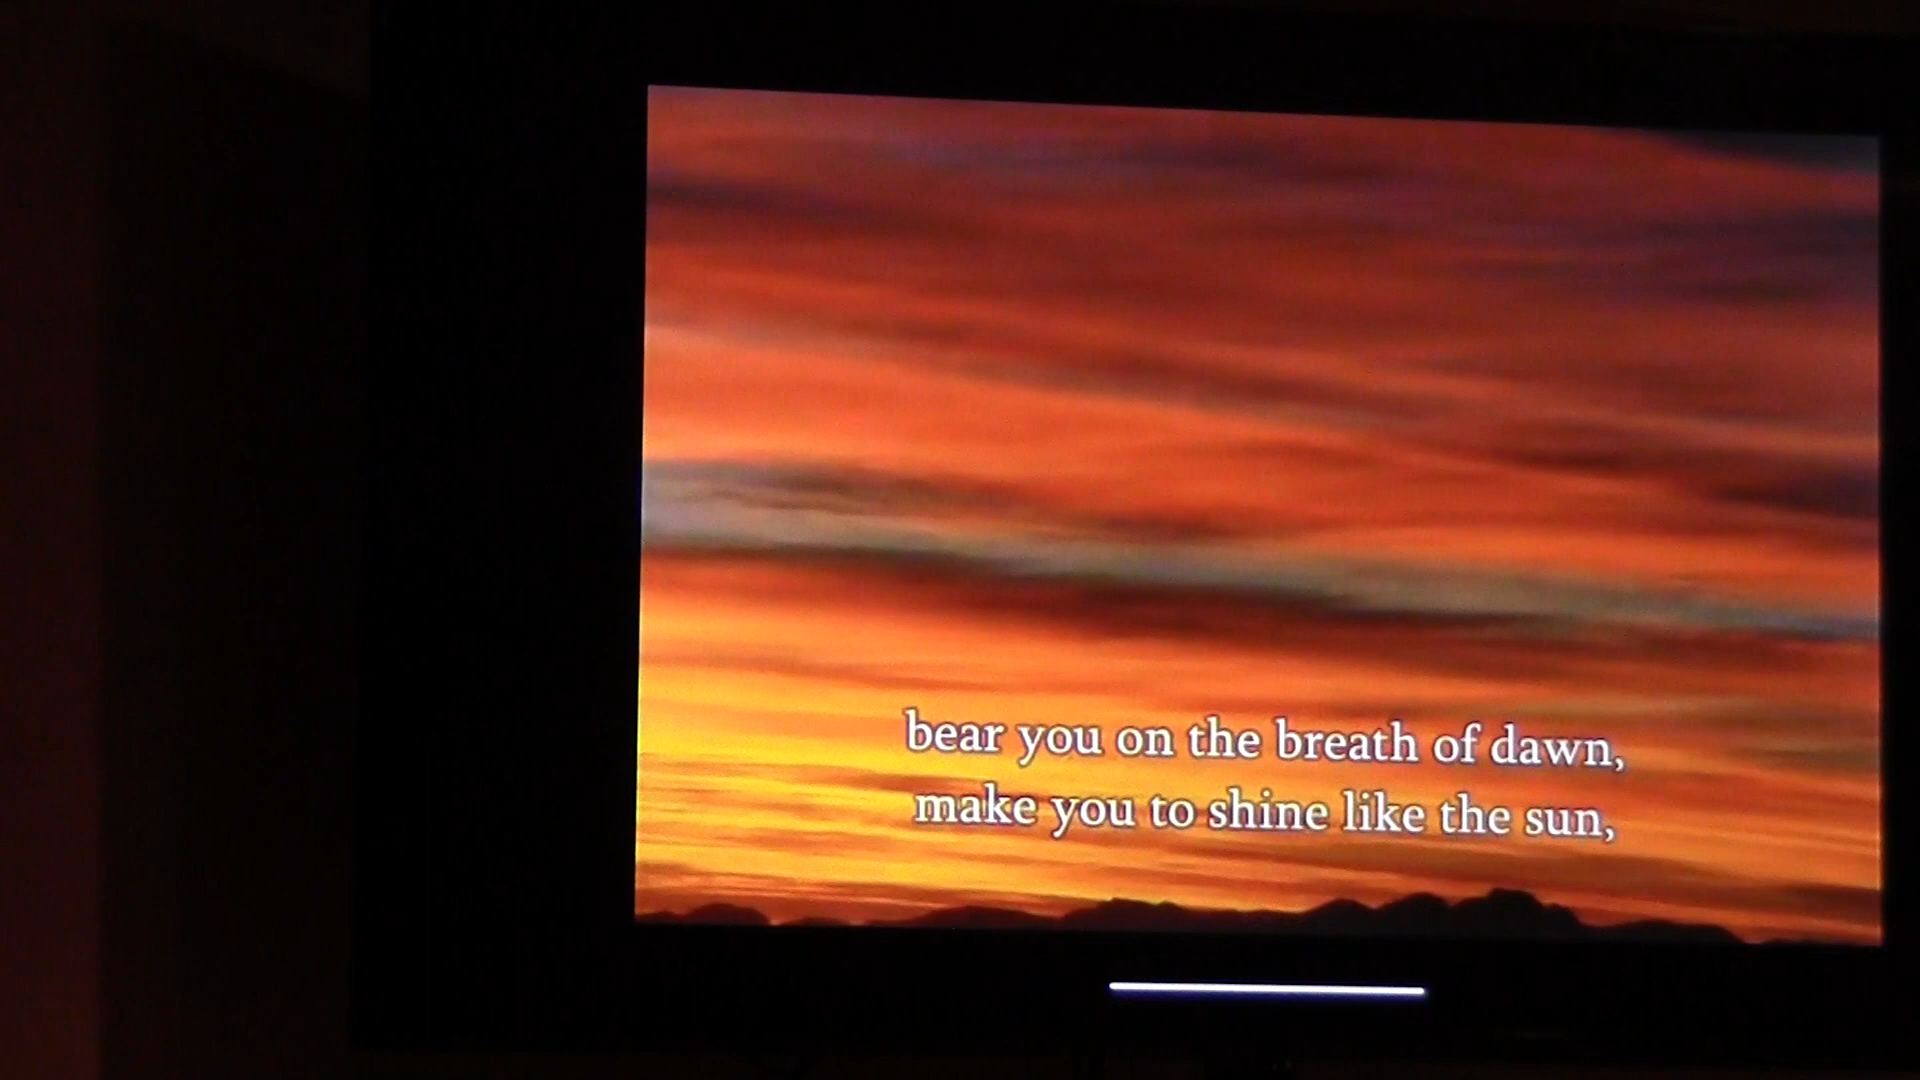 bear you on the breath of dawn,
make you to shine like the sun,